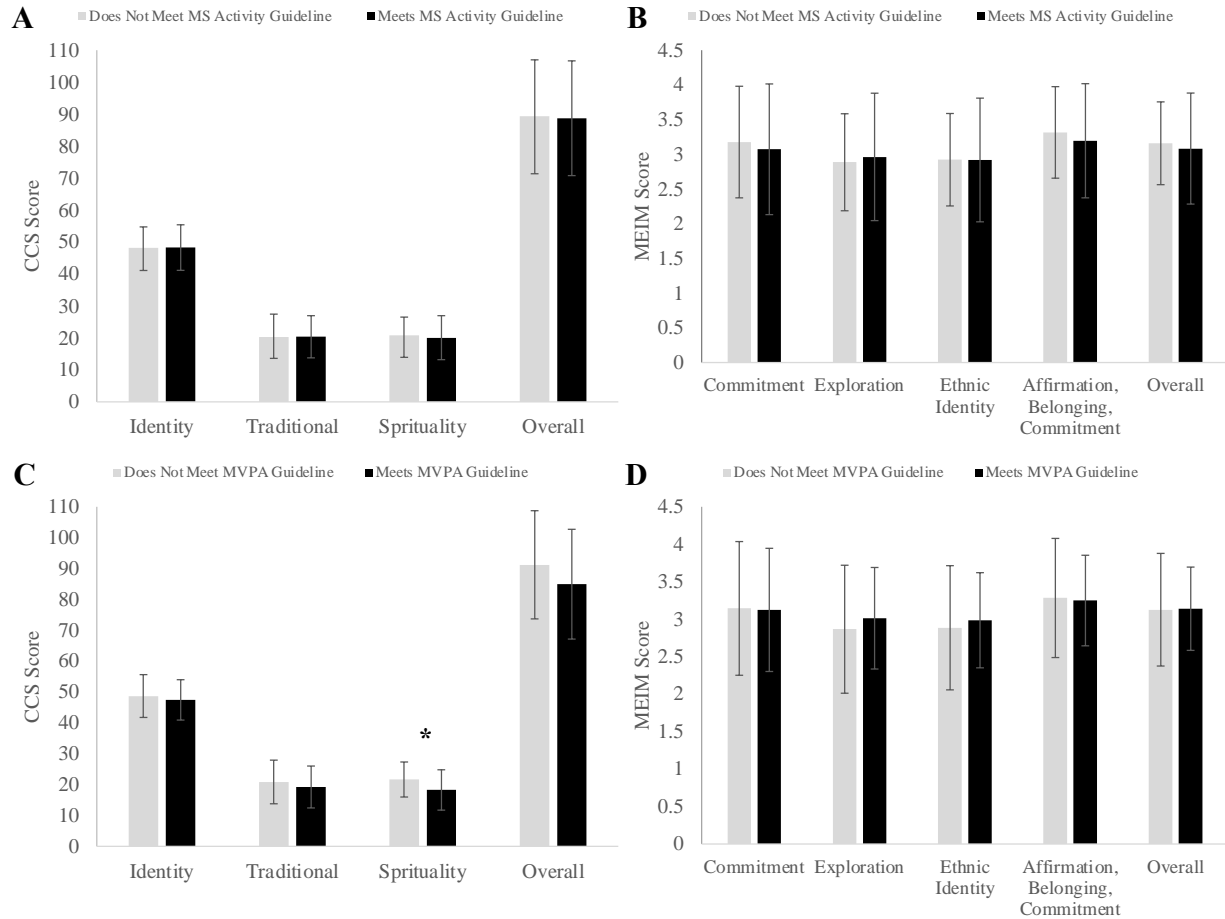 A
Does Not Meet MS Activity Guideline Meets MS Activity Guideline
CCS Score
110
100
90
80
70
60
50
40
30
20
10
0
Identity Traditional Sprituality Overall
B
Does Not Meet MS Activity Guideline Meets MS Activity Guideline
MEIM Score
4.5
4
3.5
3
2.5
2
1.5
1
0.5
0
Commitment Exploration Ethnic Affirmation, Overall
Identity Belonging,
Commitment
C
Does Not Meet MVPA Guideline Meets MVPA Guideline
CCS Score
110
100
90
80
70
60
50
40
30
20
10
0
*
Identity Traditional Sprituality Overall
D
Does Not Meet MVPA Guideline Meets MVPA Guideline
MEIM Score
4.5
4
3.5
3
2.5
2
1.5
1
0.5
0
Commitment Exploration Ethnic Affirmation, Overall
Identity Belonging,
Commitment